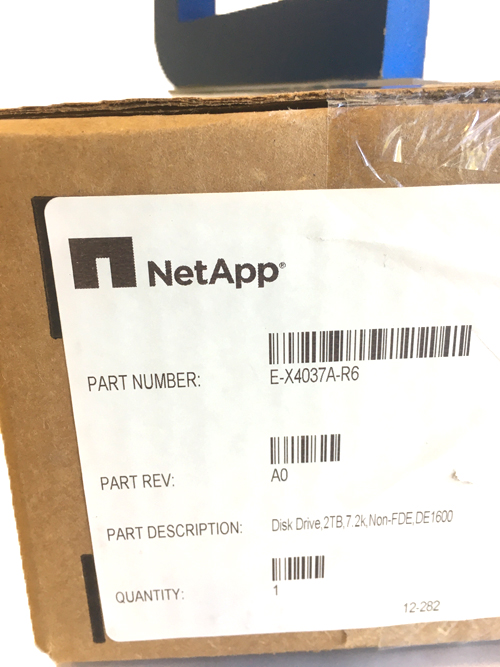 NetApp®
PART NUMBER:
E-X4037A-R6
PART REV:
A0
PART DESCRIPTION: Disk Drive,2TB,7.2k,Non-FDE,DE1600
QUANTITY:
1
12-282